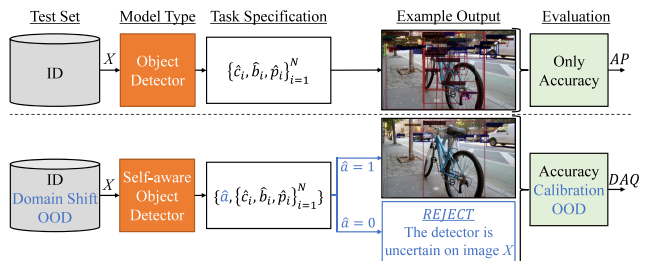 Test Set Model Type Task Specification Example Output Evaluation
ID
X
Object
Detector
{ĉᵢ, b̂ᵢ, p̂ᵢ}ᴺᵢ₌₁
Only
Accuracy
AP
ID
Domain Shift
OOD
X
Self-aware
Object
Detector
{â, {ĉᵢ, b̂ᵢ, p̂ᵢ}ᴺᵢ₌₁}
â = 1
â = 0
REJECT
The detector is
uncertain on image X
Accuracy
Calibration
OOD
DAQ